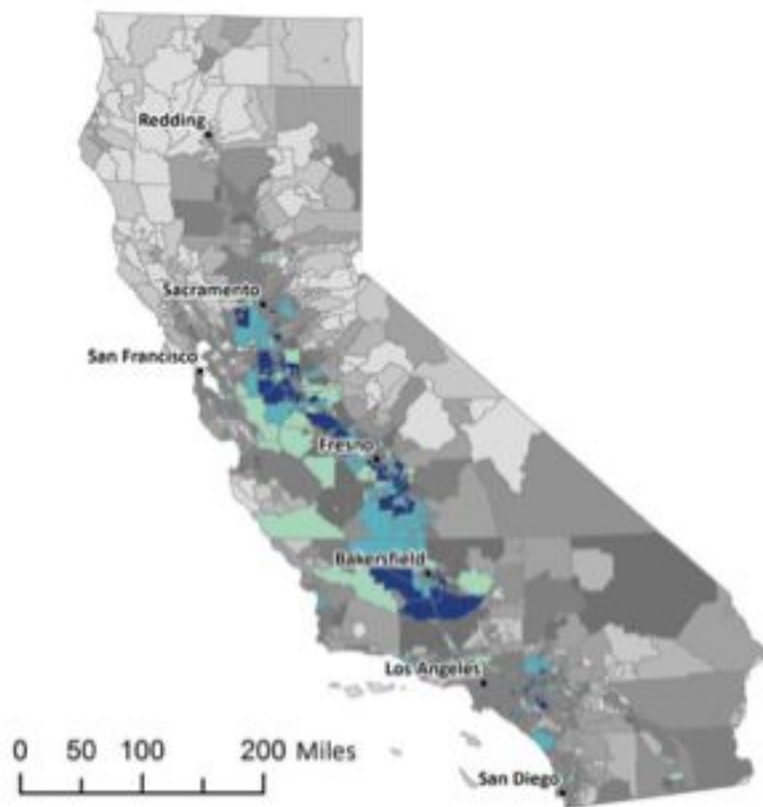 Redding
Sacramento
San Francisco
Fresno
Bakersfield
Los Angeles
0 50 100 200 Miles
San Diego